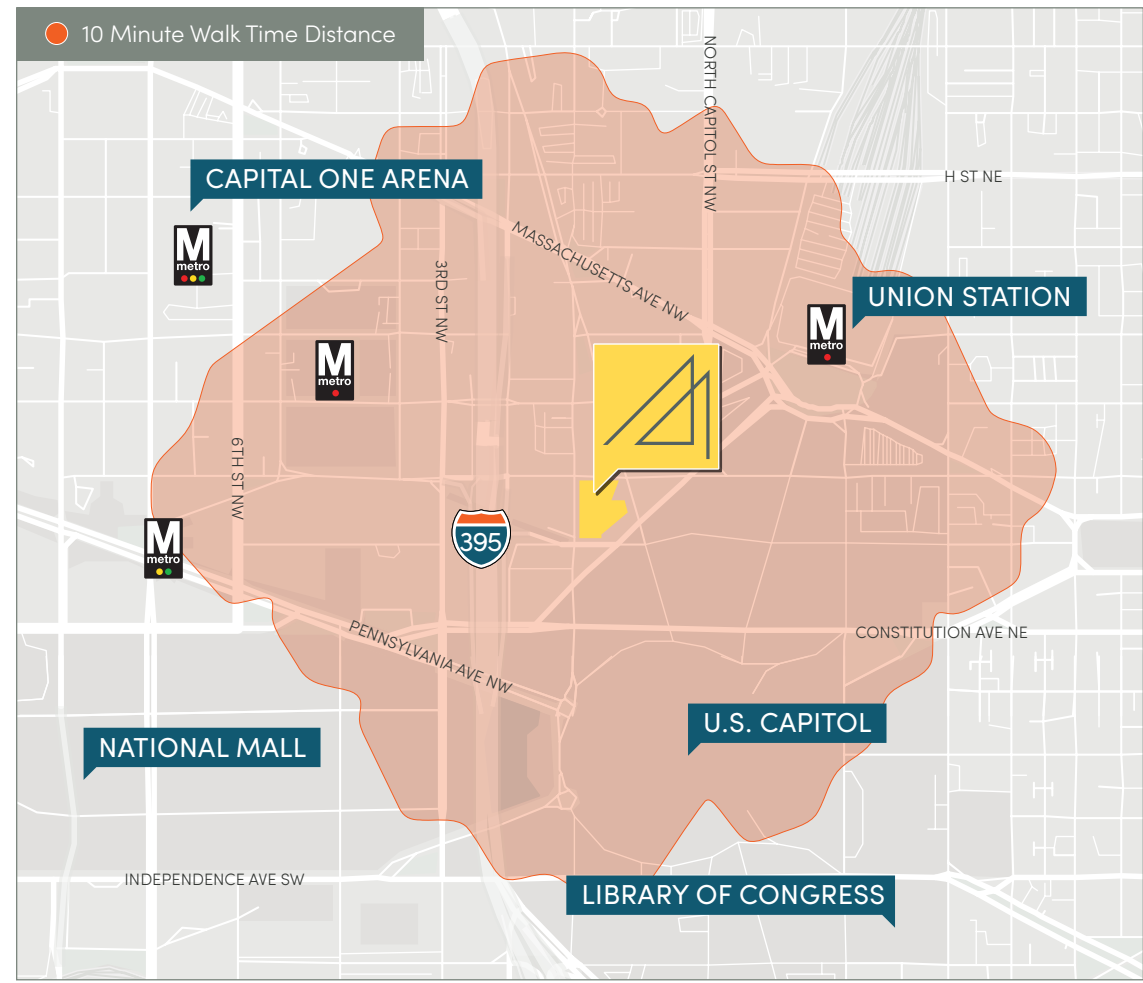 10 Minute Walk Time Distance
NORTH CAPITOL ST NW
CAPITAL ONE ARENA
H ST NE
M
metro
MASSACHUSETTS AVE NW
3RD ST NW
UNION STATION
M
metro
M
metro
6TH ST NW
395
M
metro
PENNSYLVANIA AVE NW
CONSTITUTION AVE NE
U.S. CAPITOL
NATIONAL MALL
INDEPENDENCE AVE SW
LIBRARY OF CONGRESS